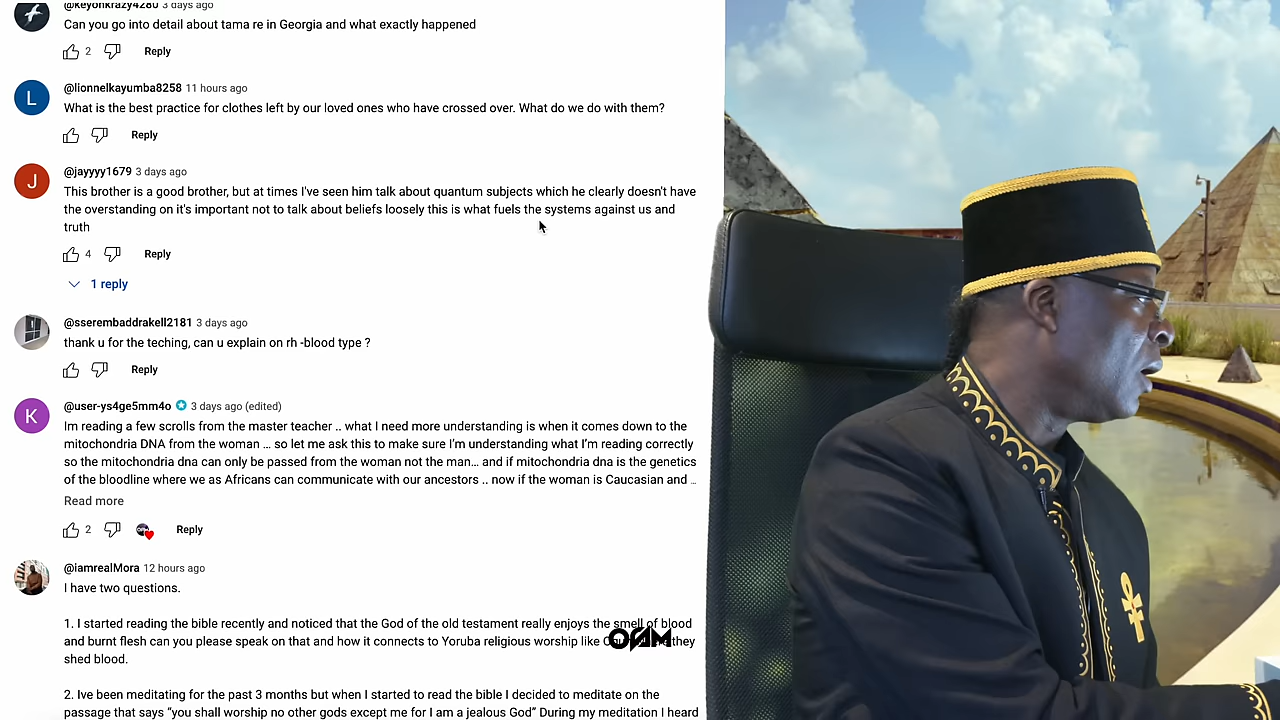 @keyonkrazy4280 3 days ago
Can you go into detail about tama re in Georgia and what exactly happened
2 Reply
L
@lionnelkayumba8258 11 hours ago
What is the best practice for clothes left by our loved ones who have crossed over. What do we do with them?
Reply
J
@jayyyy1679 3 days ago
This brother is a good brother, but at times I've seen him talk about quantum subjects which he clearly doesn't have
the overstanding on it's important not to talk about beliefs loosely this is what fuels the systems against us and
truth
4 Reply
1 reply
@sserembaddrakell2181 3 days ago
thank u for the teching, can u explain on rh -blood type ?
Reply
K
@user-ys4ge5mm4o 3 days ago (edited)
Im reading a few scrolls from the master teacher .. what I need more understanding is when it comes down to the
mitochondria DNA from the woman ... so let me ask this to make sure I'm understanding what I'm reading correctly
so the mitochondria dna can only be passed from the woman not the man... and if mitochondria dna is the genetics
of the bloodline where we as Africans can communicate with our ancestors .. now if the woman is Caucasian and ...
Read more
2 Reply
@iamrealMora 12 hours ago
I have two questions.
1. I started reading the bible recently and noticed that the God of the old testament really enjoys the smell of blood
and burnt flesh can you please speak on that and how it connects to Yoruba religious worship like they
shed blood.
2. Ive been meditating for the past 3 months but when I started to read the bible I decided to meditate on the
passage that says “you shall worship no other gods except me for I am a jealous God” During my meditation I heard